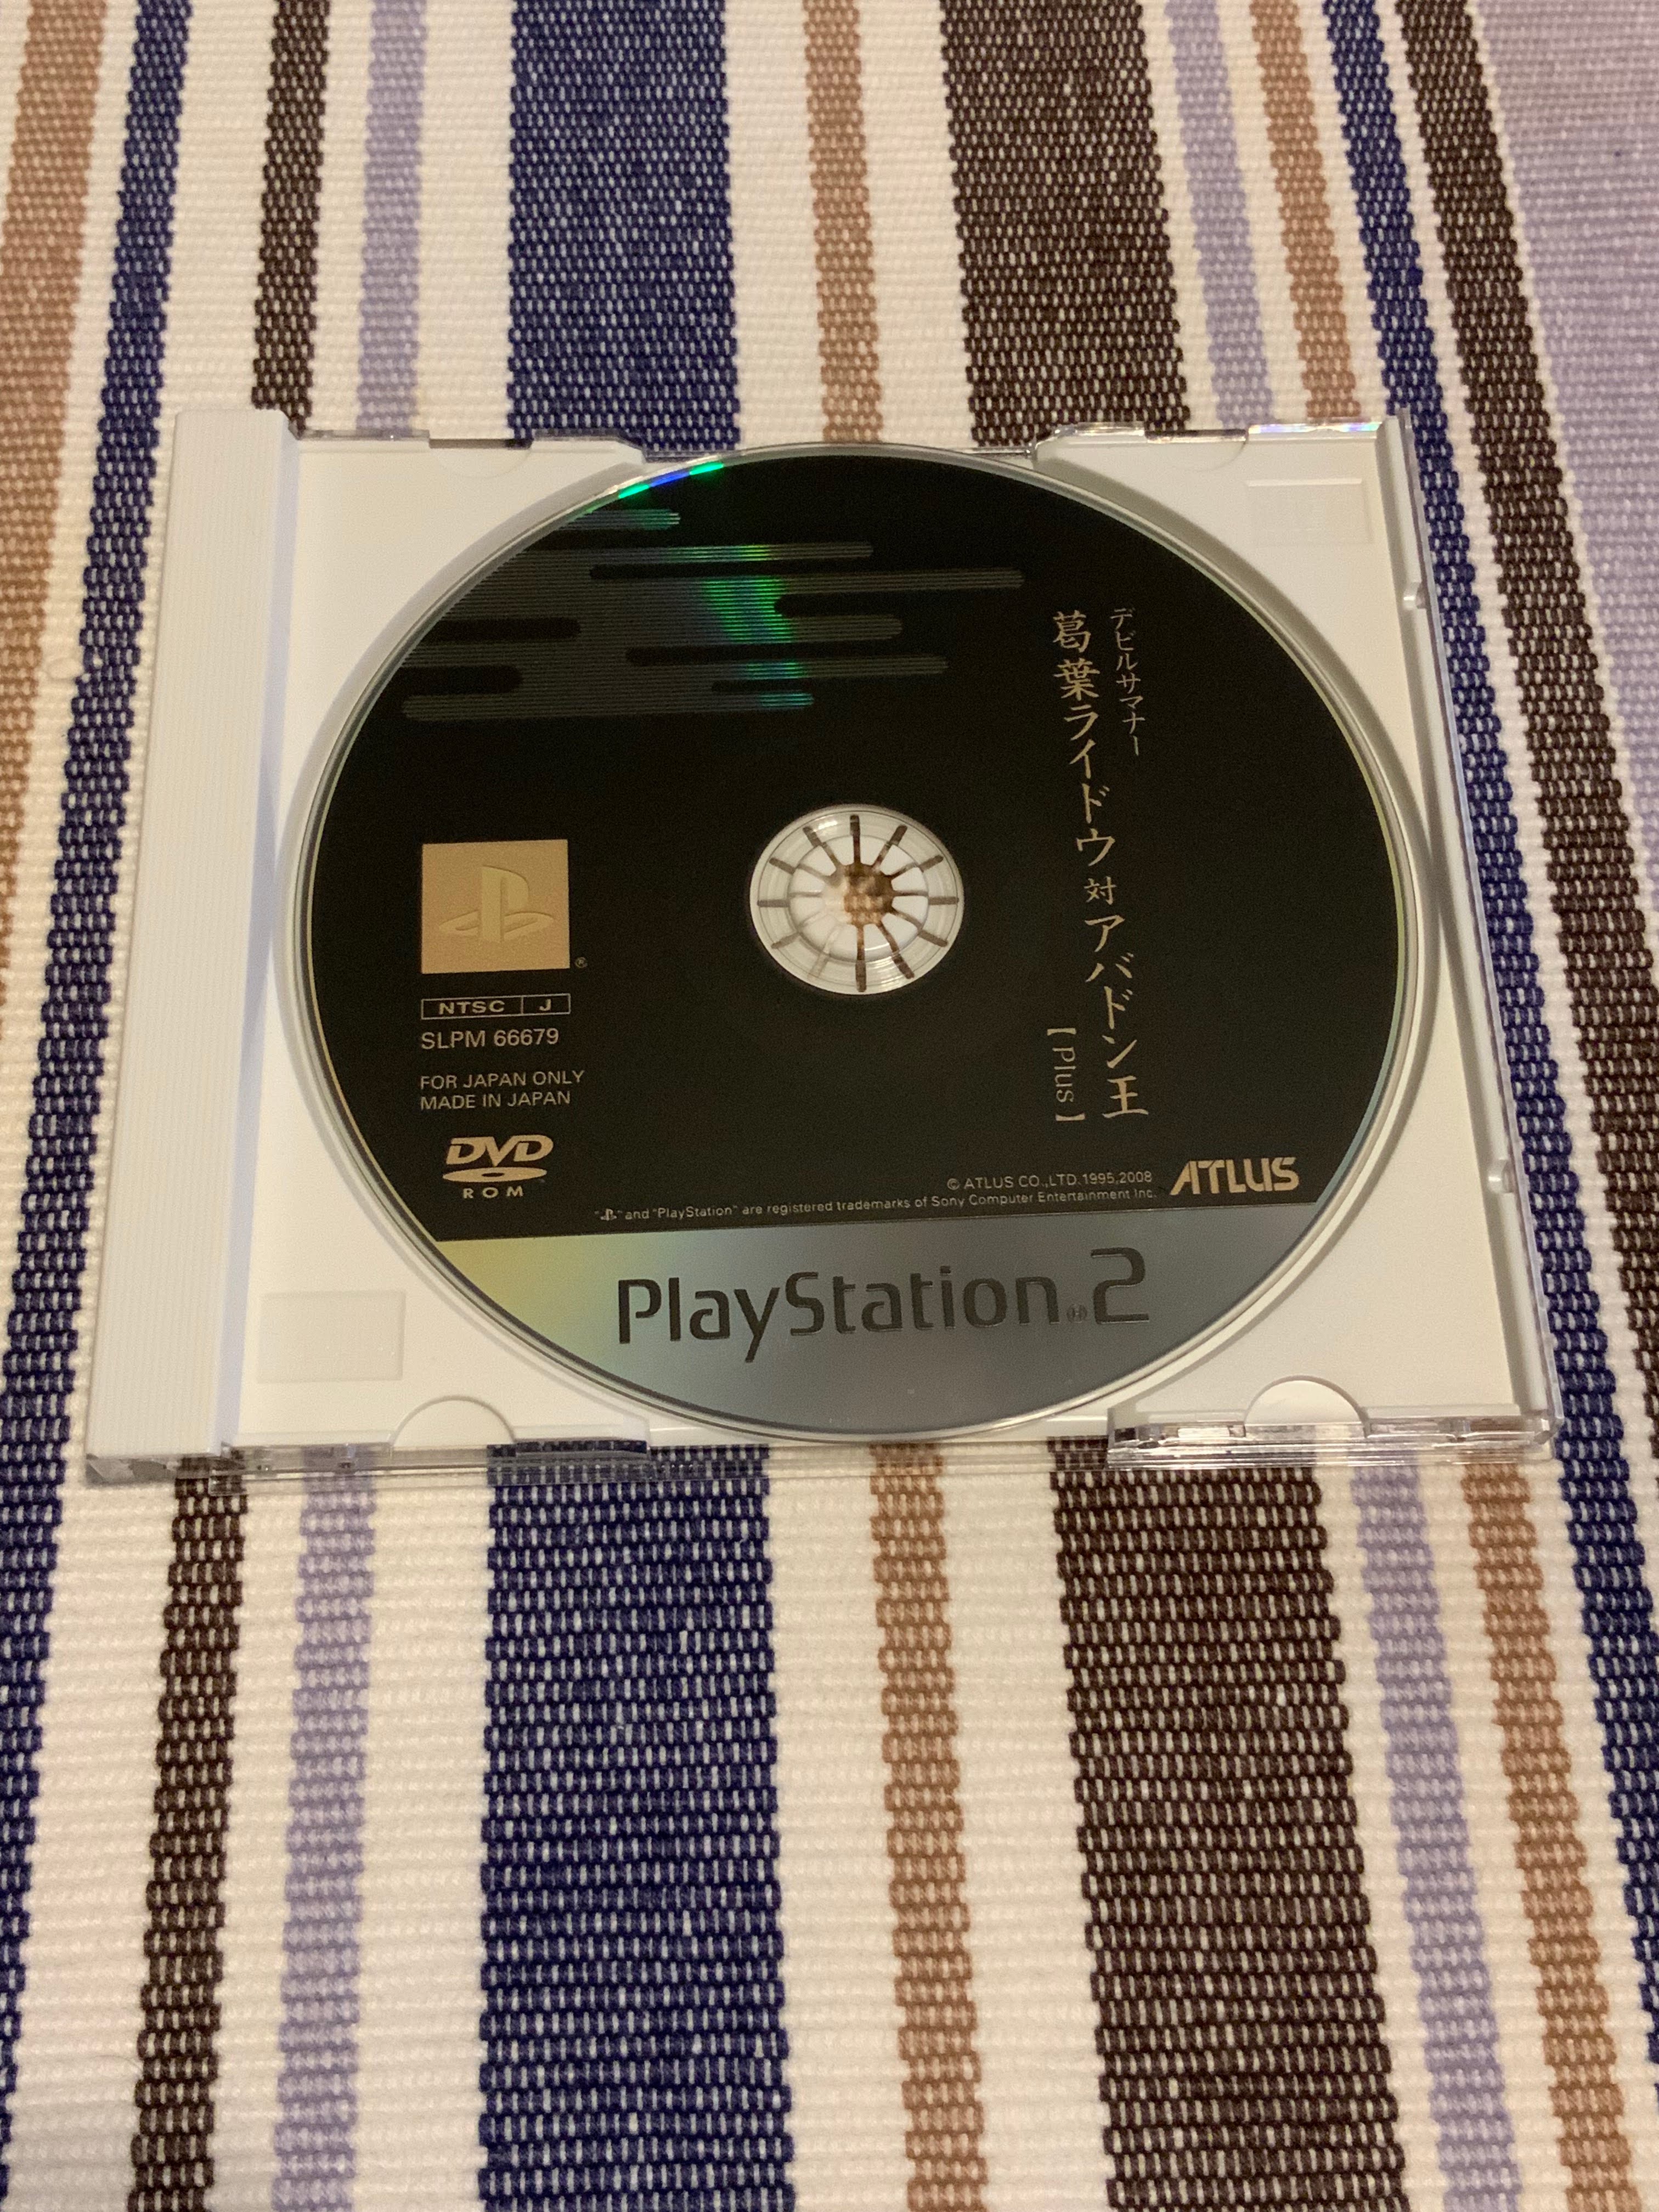 デビルサマナー
葛葉ライドウ 対 アバドン王
【Plus】
®
NTSC J
SLPM 66679
FOR JAPAN ONLY
MADE IN JAPAN
DVD
ROM
© ATLUS CO.,LTD.1995,2008
ATLUS
" " and "PlayStation" are registered trademarks of Sony Computer Entertainment Inc.
PlayStation®2